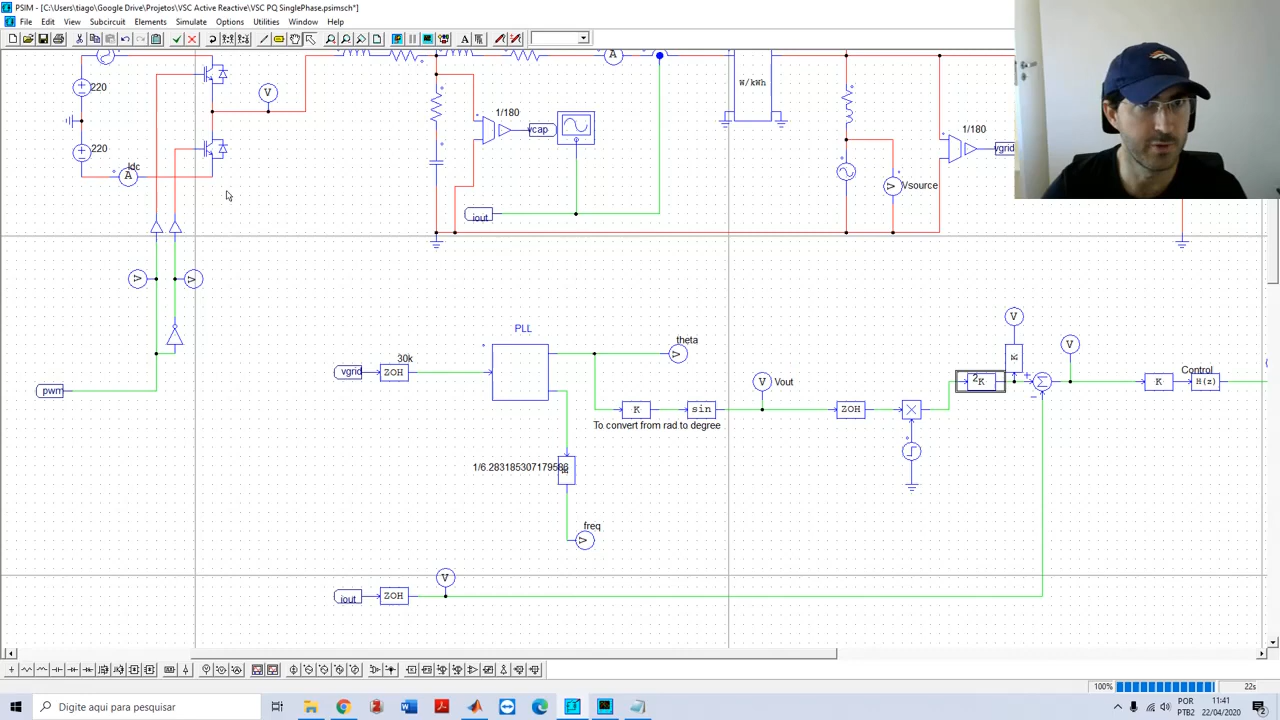 PSIM - [C:\Users\tiago\Google Drive\Projetos\VSC Active Reactive\VSC PQ SinglePhase.psimsch*]
File Edit View Subcircuit Elements Simulate Options Utilities Window Help
220
220
Idc
A
V
1/180
vcap
iout
A
W/kWh
V
Vsource
1/180
vgrid
V
V
pwm
PLL
30k
vgrid
ZOH
theta
V
K
sin
To convert from rad to degree
V
Vout
ZOH
2
K
K
V
V
K
Control
H(z)
1/6.283185307179586
K
freq
V
V
iout
ZOH
100%
22s
Digite aqui para pesquisar
POR
PTB2
11:41
22/04/2020